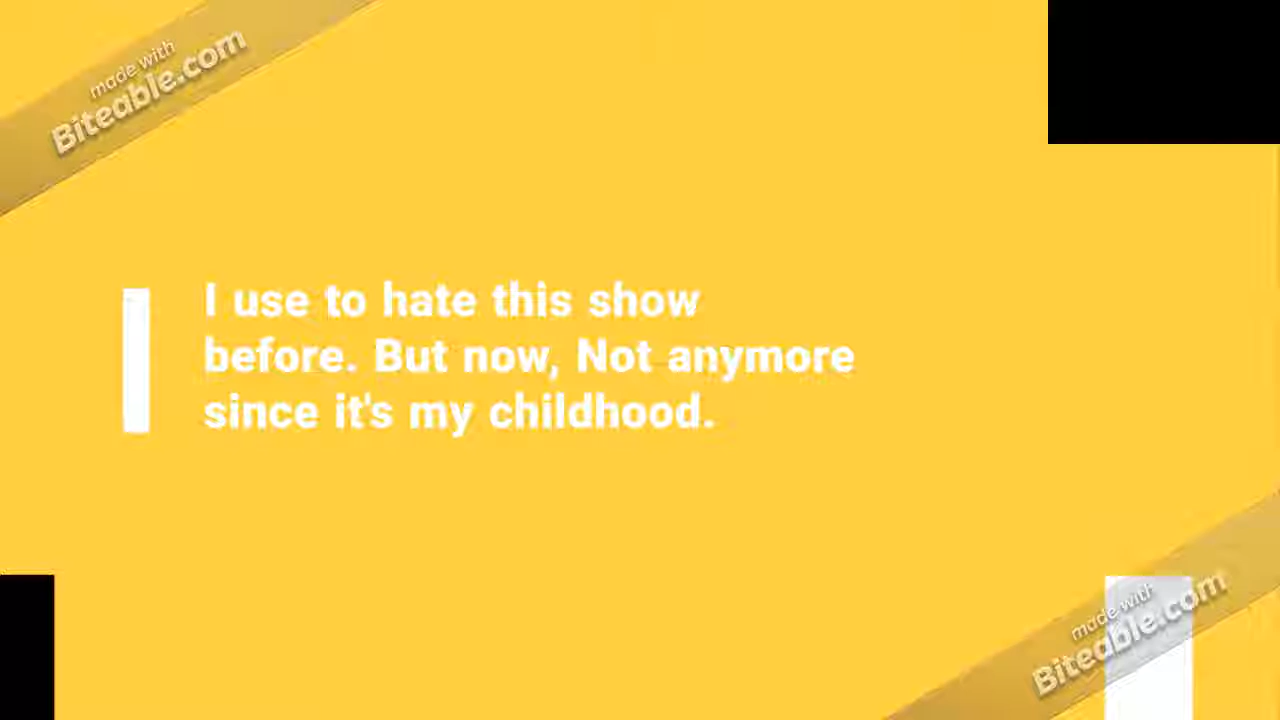 made with
Biteable.com
I use to hate this show
before. But now, Not anymore
since it's my childhood.
made with
Biteable.com